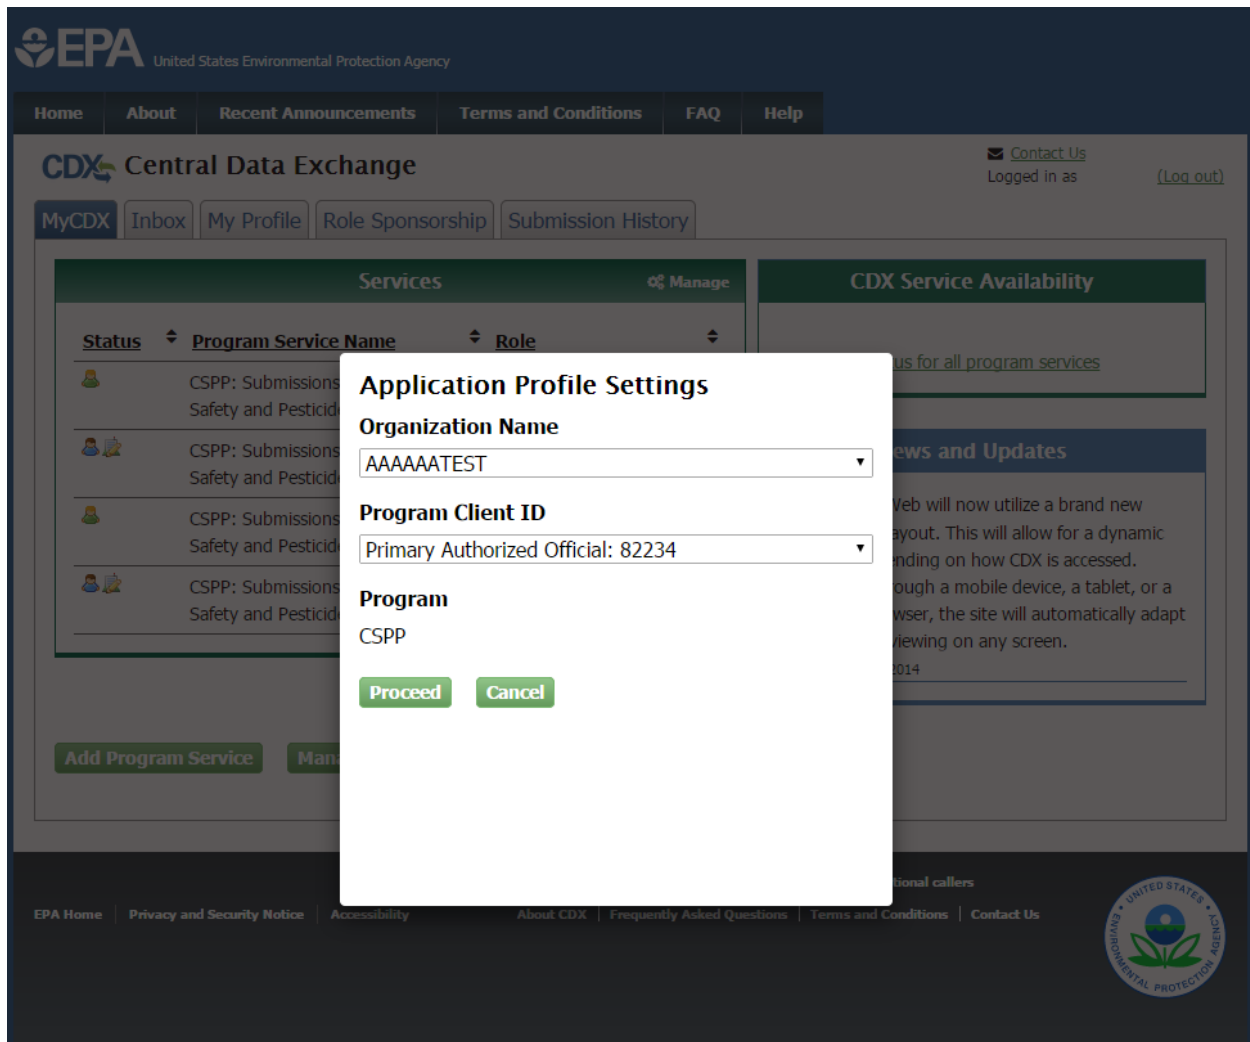 EPA United States Environmental Protection Agency
Home About Recent Announcements Terms and Conditions FAQ Help
CDX Central Data Exchange
Contact Us
Logged in as (Log out)
MyCDX Inbox My Profile Role Sponsorship Submission History
Services Manage
CDX Service Availability
Status Program Service Name Role
us for all program services
CSPP: Submissions
Safety and Pesticid
CSPP: Submissions
Safety and Pesticid
CSPP: Submissions
Safety and Pesticid
CSPP: Submissions
Safety and Pesticid
Application Profile Settings
Organization Name
AAAAAATEST
Program Client ID
Primary Authorized Official: 82234
Program
CSPP
Proceed Cancel
ews and Updates
Web will now utilize a brand new
ayout. This will allow for a dynamic
nding on how CDX is accessed.
ough a mobile device, a tablet, or a
wser, the site will automatically adapt
viewing on any screen.
2014
Add Program Service Mana
tional callers
EPA Home Privacy and Security Notice Accessibility About CDX Frequently Asked Questions Terms and Conditions Contact Us
UNITED STATES
ENVIRONMENTAL PROTECTION AGENCY